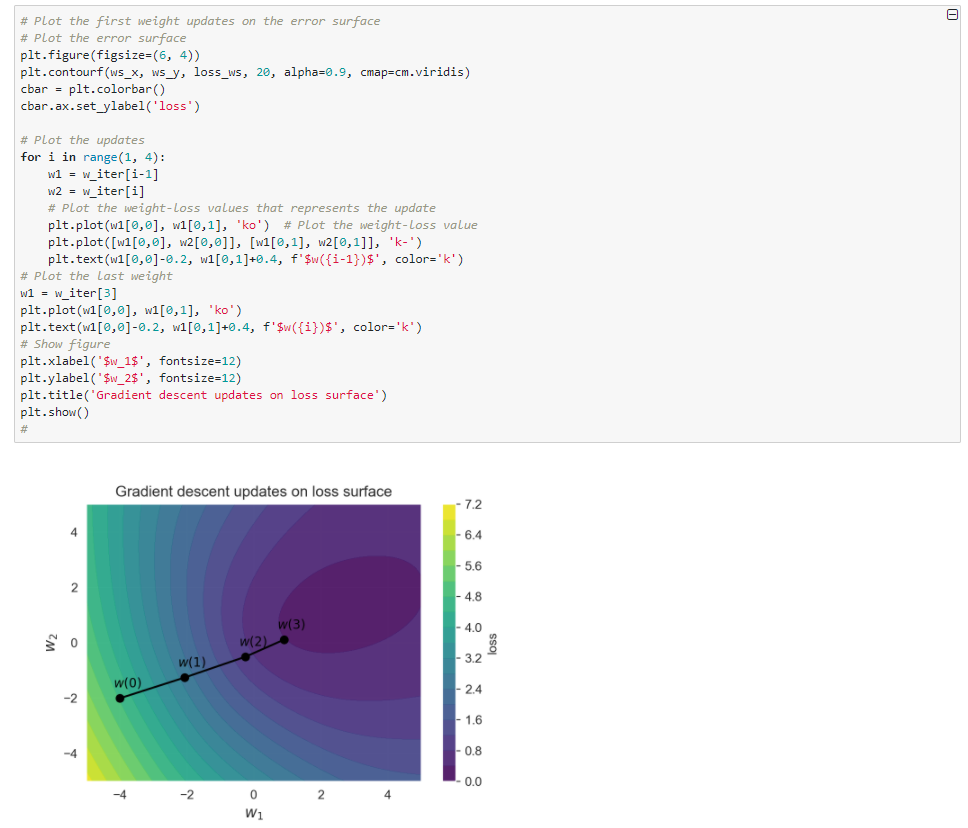 # Plot the first weight updates on the error surface
# Plot the error surface
plt.figure(figsize=(6, 4))
plt.contourf(ws_x, ws_y, loss_ws, 20, alpha=0.9, cmap=cm.viridis)
cbar = plt.colorbar()
cbar.ax.set_ylabel('loss')

# Plot the updates
for i in range(1, 4):
    w1 = w_iter[i-1]
    w2 = w_iter[i]
    # Plot the weight-loss values that represents the update
    plt.plot(w1[0,0], w1[0,1], 'ko')  # Plot the weight-loss value
    plt.plot([w1[0,0], w2[0,0]], [w1[0,1], w2[0,1]], 'k-')
    plt.text(w1[0,0]-0.2, w1[0,1]+0.4, f'$w({i-1})$', color='k')
# Plot the last weight
w1 = w_iter[3]
plt.plot(w1[0,0], w1[0,1], 'ko')
plt.text(w1[0,0]-0.2, w1[0,1]+0.4, f'$w({i})$', color='k')
# Show figure
plt.xlabel('$w_1$', fontsize=12)
plt.ylabel('$w_2$', fontsize=12)
plt.title('Gradient descent updates on loss surface')
plt.show()
#
Gradient descent updates on loss surface
4
2
0
−2
−4
w₂
w(0)
w(1)
w(2)
w(3)
−4
−2
0
2
4
w₁
7.2
6.4
5.6
4.8
4.0
3.2
2.4
1.6
0.8
0.0
loss